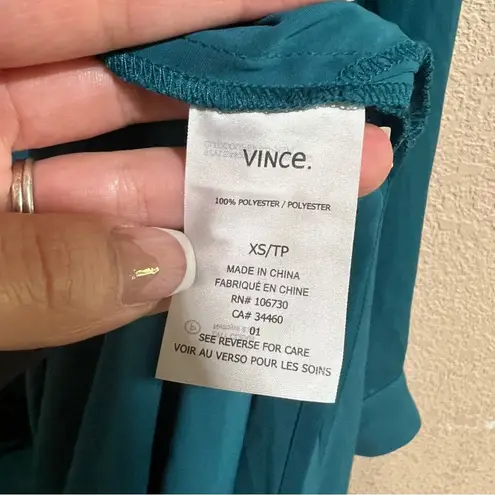 VINCE.
100% POLYESTER / POLYESTER
XS/TP
MADE IN CHINA
FABRIQUÉ EN CHINE
RN# 106730
CA# 34460
01
SEE REVERSE FOR CARE
VOIR AU VERSO POUR LES SOINS